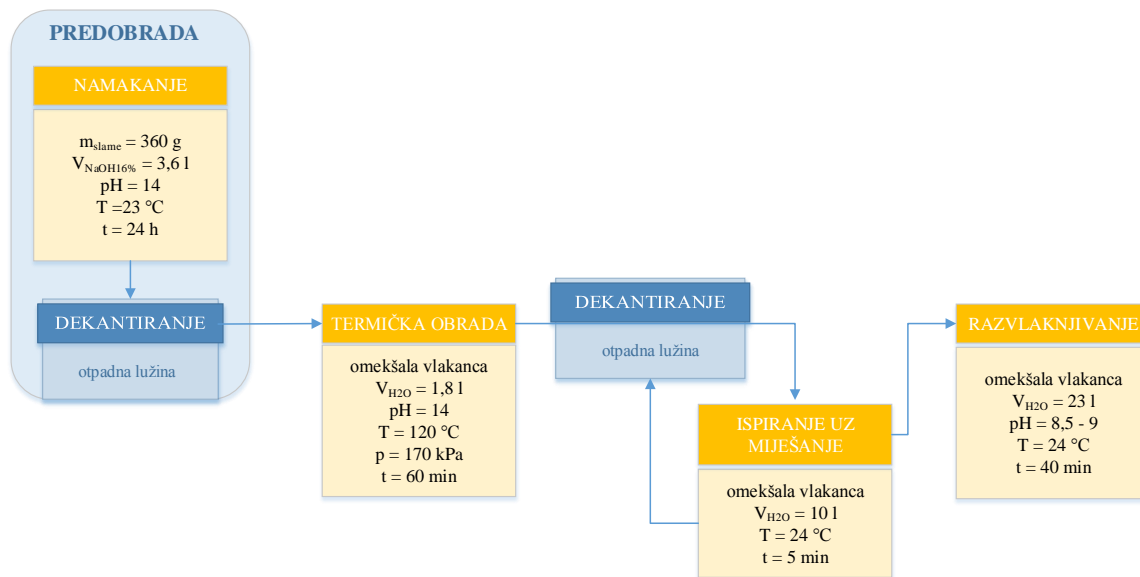 PREDOBRADA
NAMAKANJE
mslame = 360 g
VNaOH16% = 3,6 l
pH = 14
T =23 °C
t = 24 h
DEKANTIRANJE
otpadna lužina
TERMIČKA OBRADA
omekšala vlakanca
VH2O = 1,8 l
pH = 14
T = 120 °C
p = 170 kPa
t = 60 min
DEKANTIRANJE
otpadna lužina
ISPIRANJE UZ
MIJEŠANJE
omekšala vlakanca
VH2O = 10 l
T = 24 °C
t = 5 min
RAZVLAKNJIVANJE
omekšala vlakanca
VH2O = 23 l
pH = 8,5 - 9
T = 24 °C
t = 40 min